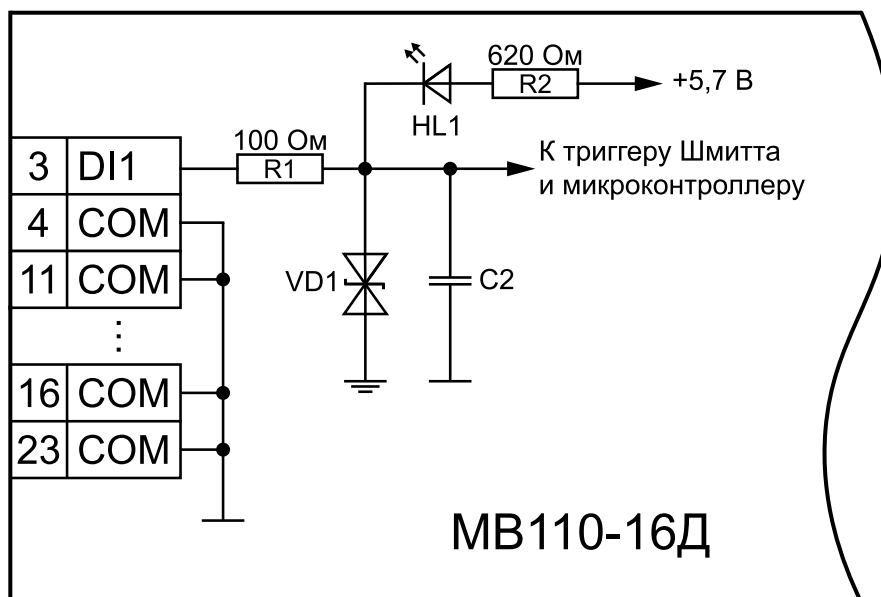 620 Ом
R2
+5,7 В
HL1
100 Ом
R1
3 DI1
К триггеру Шмитта
и микроконтроллеру
4 COM
11 COM
VD1
C2
16 COM
23 COM
МВ110-16Д